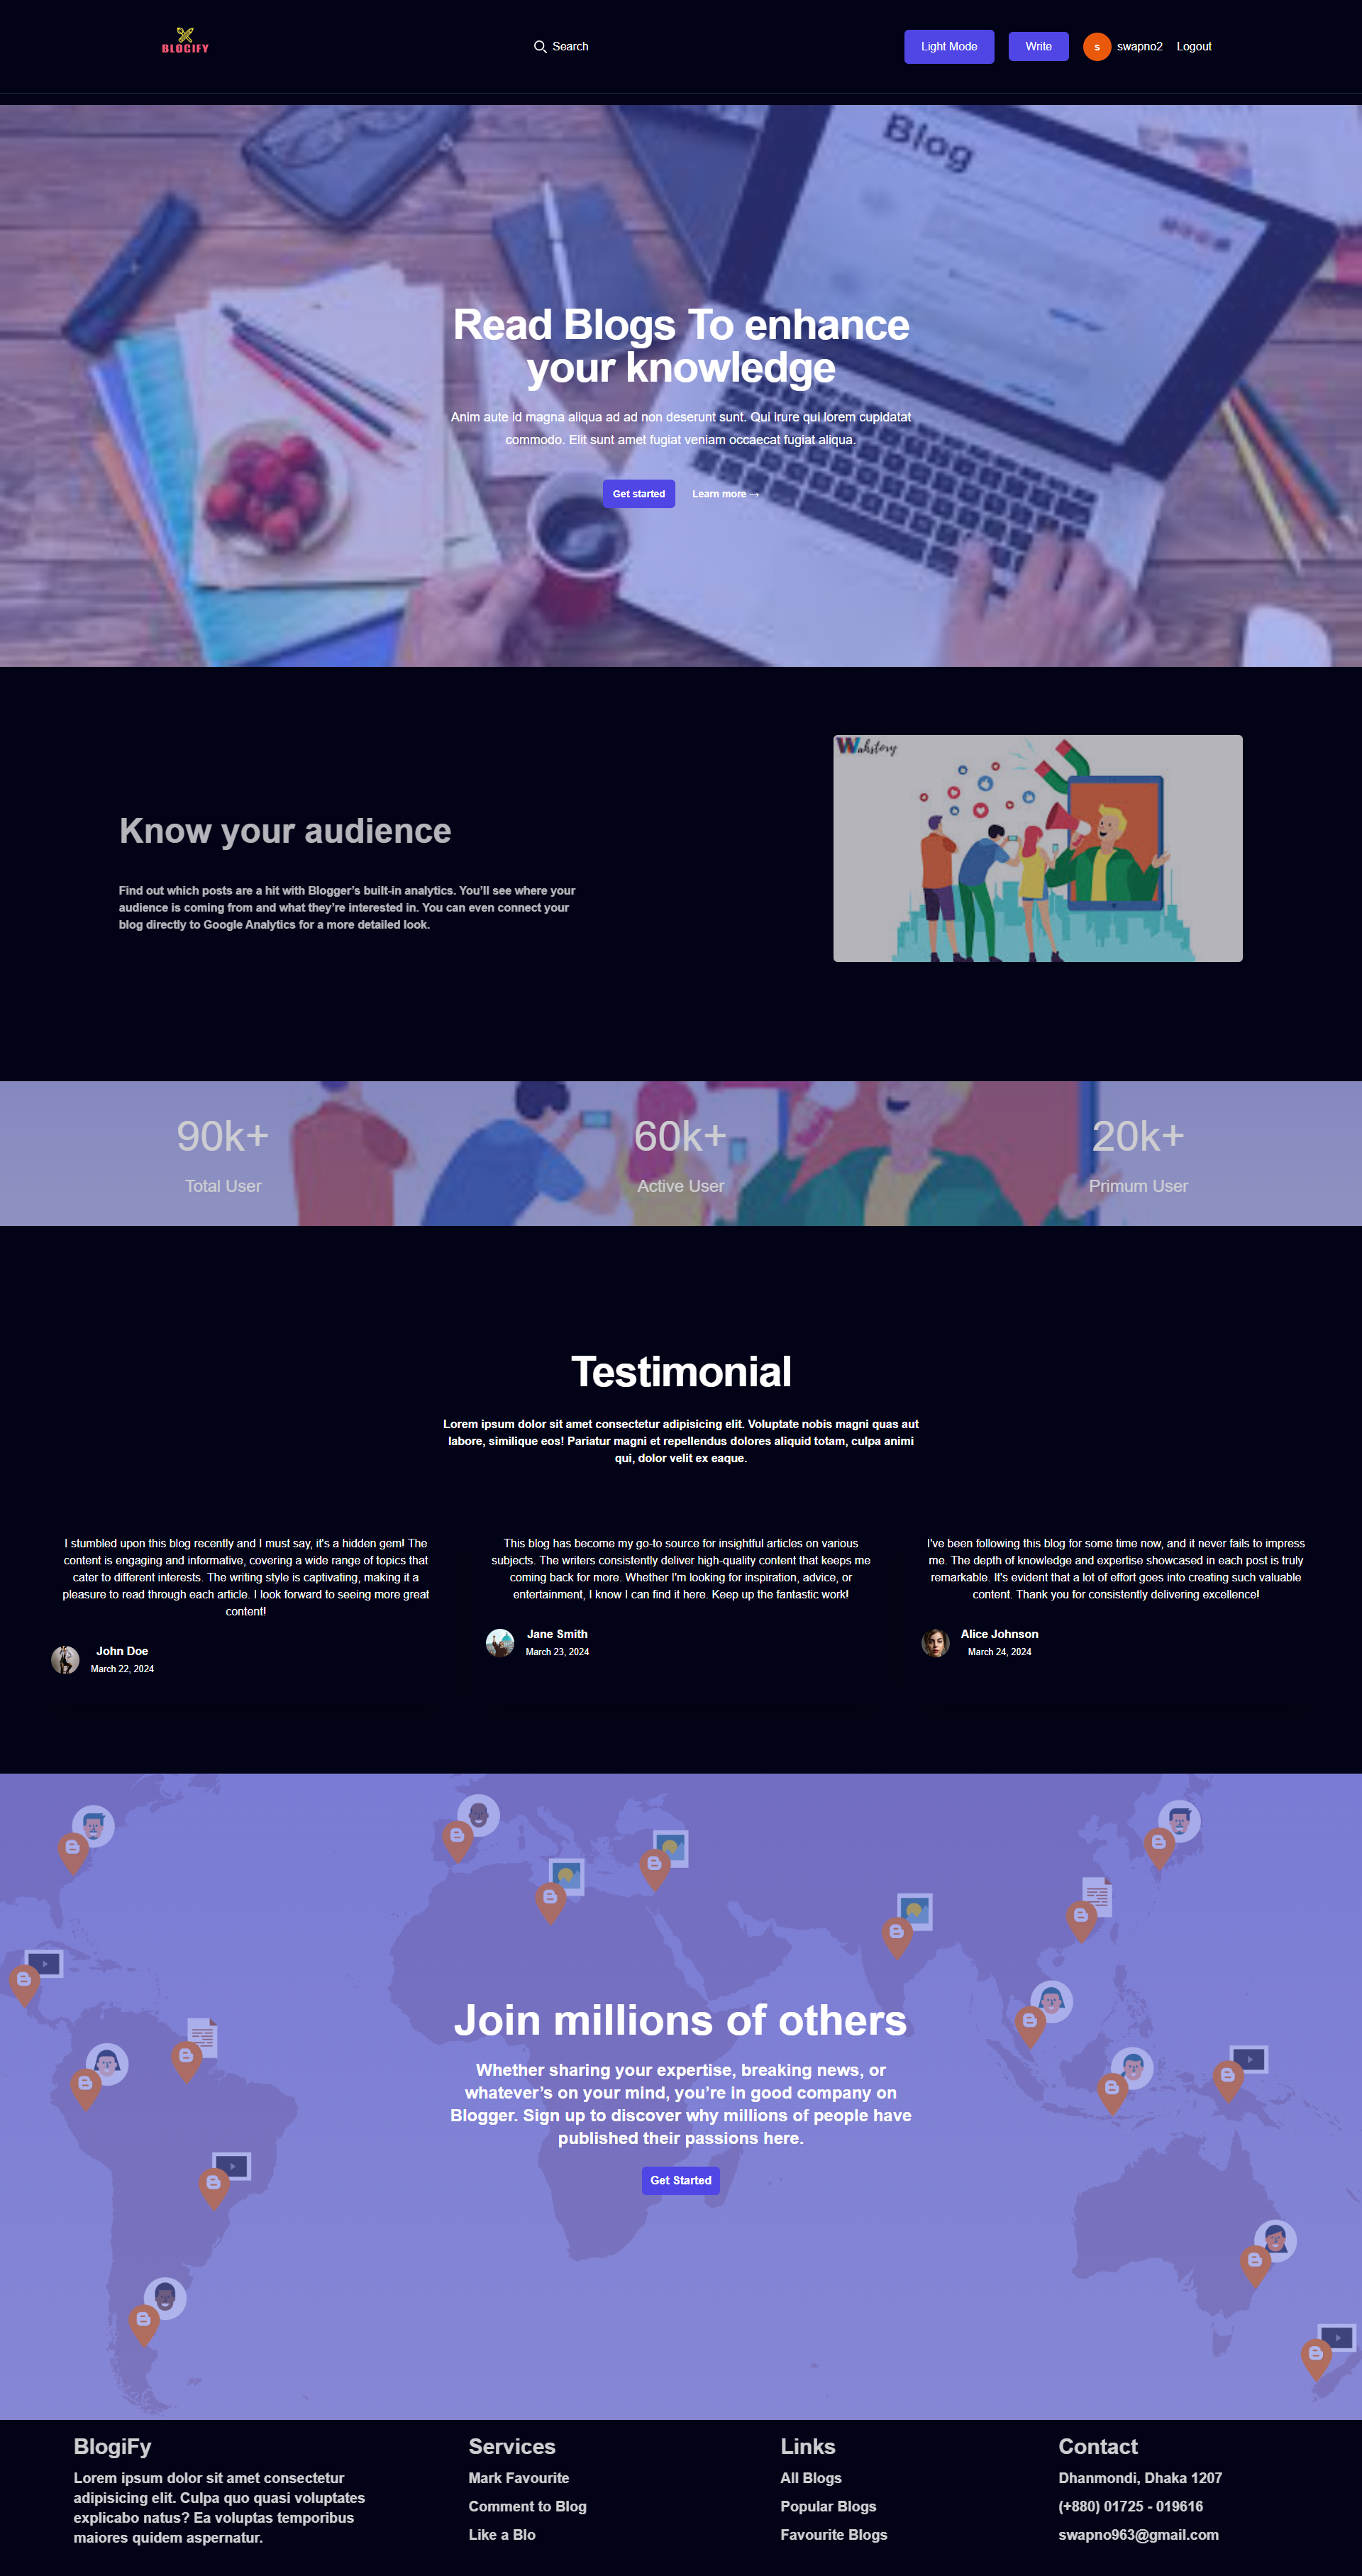 BLOGIFY
Search
Light Mode
Write
s
swapno2
Logout
Blog
Read Blogs To enhance
your knowledge
Anim aute id magna aliqua ad ad non deserunt sunt. Qui irure qui lorem cupidatat
commodo. Elit sunt amet fugiat veniam occaecat fugiat aliqua.
Get started
Learn more →
Wahstory
Know your audience
Find out which posts are a hit with Blogger’s built-in analytics. You’ll see where your
audience is coming from and what they’re interested in. You can even connect your
blog directly to Google Analytics for a more detailed look.
90k+
Total User
60k+
Active User
20k+
Primum User
Testimonial
Lorem ipsum dolor sit amet consectetur adipisicing elit. Voluptate nobis magni quas aut
labore, similique eos! Pariatur magni et repellendus dolores aliquid totam, culpa animi
qui, dolor velit ex eaque.
I stumbled upon this blog recently and I must say, it's a hidden gem! The
content is engaging and informative, covering a wide range of topics that
cater to different interests. The writing style is captivating, making it a
pleasure to read through each article. I look forward to seeing more great
content!
John Doe
March 22, 2024
This blog has become my go-to source for insightful articles on various
subjects. The writers consistently deliver high-quality content that keeps me
coming back for more. Whether I'm looking for inspiration, advice, or
entertainment, I know I can find it here. Keep up the fantastic work!
Jane Smith
March 23, 2024
I've been following this blog for some time now, and it never fails to impress
me. The depth of knowledge and expertise showcased in each post is truly
remarkable. It's evident that a lot of effort goes into creating such valuable
content. Thank you for consistently delivering excellence!
Alice Johnson
March 24, 2024
Join millions of others
Whether sharing your expertise, breaking news, or
whatever’s on your mind, you’re in good company on
Blogger. Sign up to discover why millions of people have
published their passions here.
Get Started
BlogiFy
Lorem ipsum dolor sit amet consectetur
adipisicing elit. Culpa quo quasi voluptates
explicabo natus? Ea voluptas temporibus
maiores quidem aspernatur.
Services
Mark Favourite
Comment to Blog
Like a Blo
Links
All Blogs
Popular Blogs
Favourite Blogs
Contact
Dhanmondi, Dhaka 1207
(+880) 01725 - 019616
swapno963@gmail.com